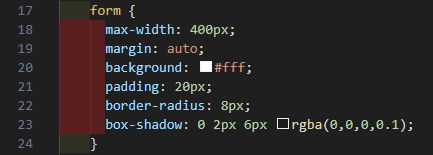 17 form {
18 max-width: 400px;
19 margin: auto;
20 background: #fff;
21 padding: 20px;
22 border-radius: 8px;
23 box-shadow: 0 2px 6px rgba(0,0,0,0.1);
24 }